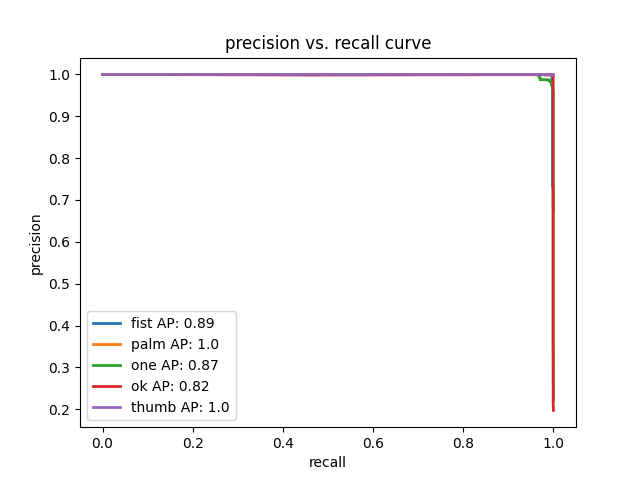 precision vs. recall curve
1.0
0.9
0.8
0.7
0.6
0.5
0.4
0.3
0.2
precision
fist AP: 0.89
palm AP: 1.0
one AP: 0.87
ok AP: 0.82
thumb AP: 1.0
0.0 0.2 0.4 0.6 0.8 1.0
recall